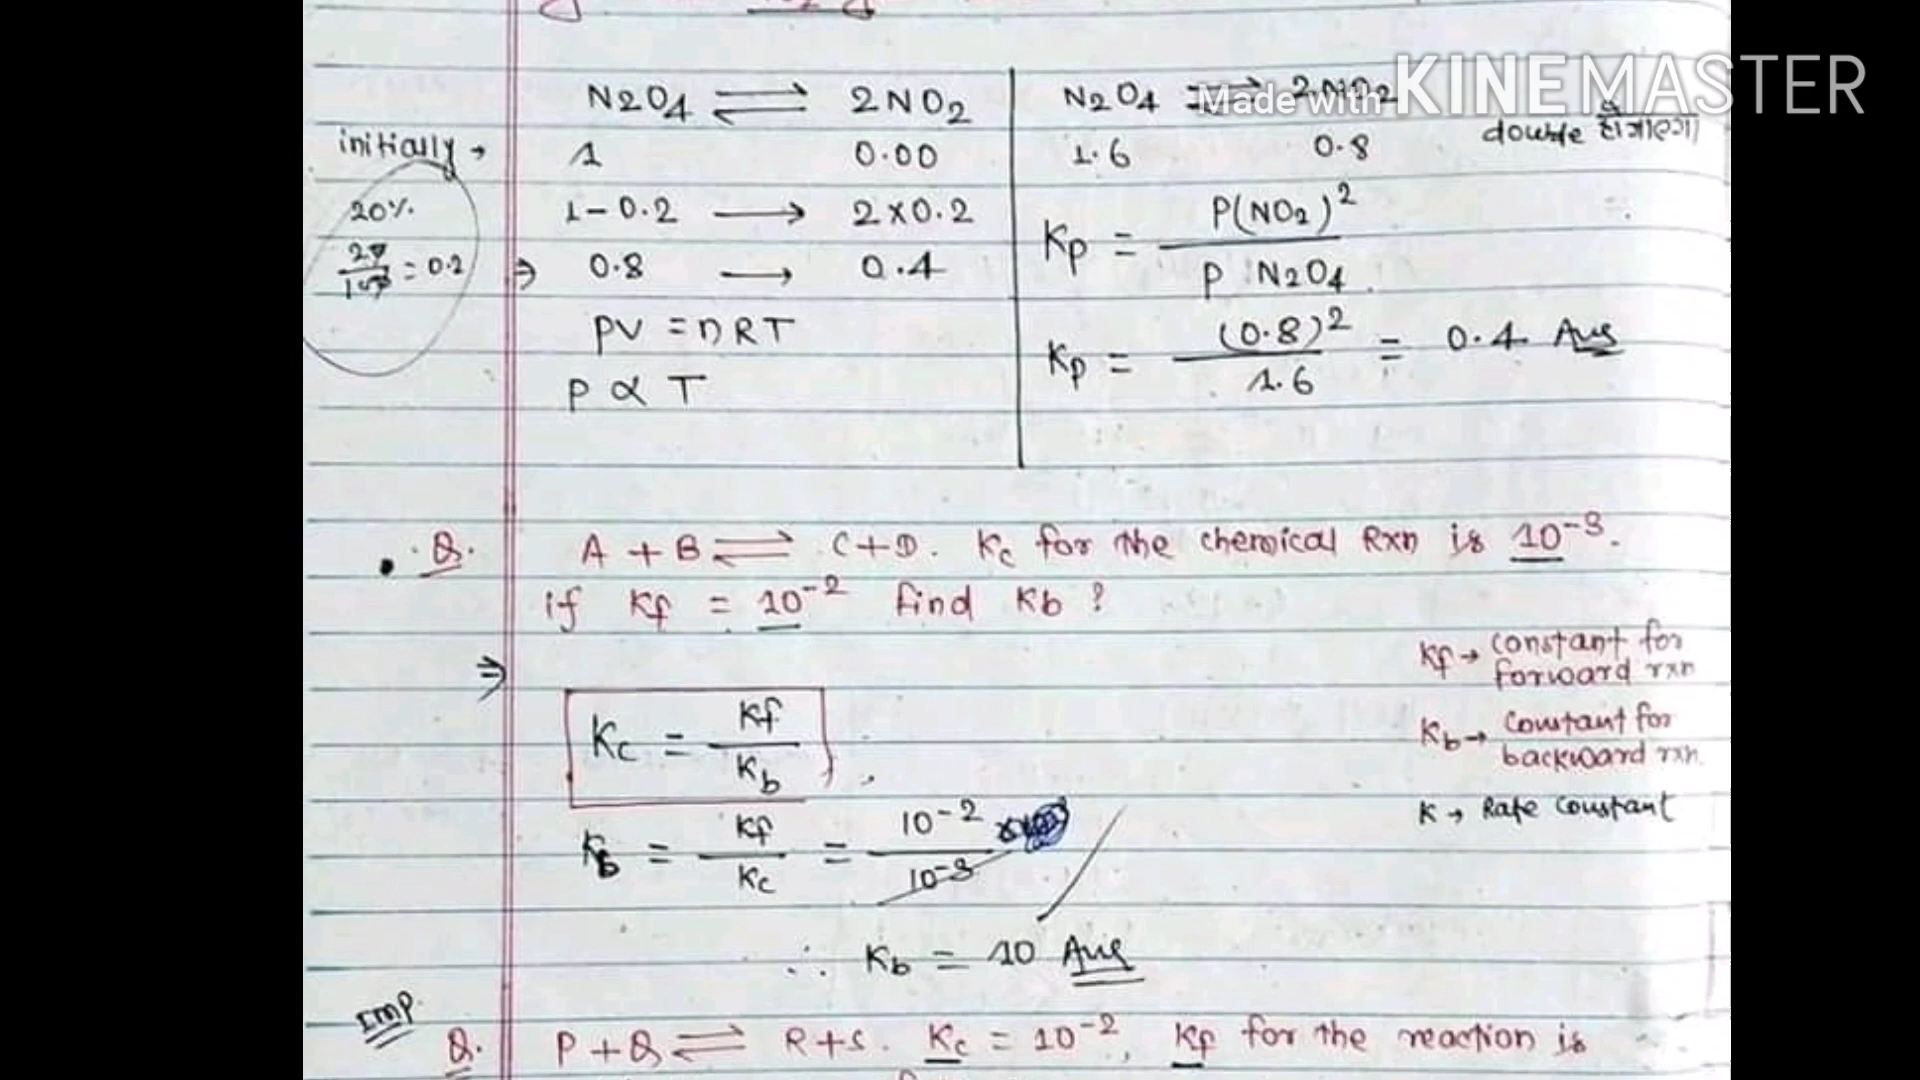 N2O4 ⇌ 2NO2
initially → 1 0.00
20% 1-0.2 → 2×0.2
20/100 = 0.2 ⇒ 0.8 → 0.4
PV = nRT
P ∝ T
N2O4 ⇌ 2NO2
double हो जाएगा
1.6 0.8
Kp = P(NO2)² / P N2O4
Kp = (0.8)² / 1.6 = 0.4 Ans
Made with KINEMASTER
Q. A + B ⇌ C+D. Kc for the chemical Rxn is 10⁻³.
if Kf = 10⁻² find Kb ?
⇒
Kc = Kf / Kb
Kb = Kf / Kc = 10⁻² / 10⁻³
∴ Kb = 10 Ans
Kf → constant for
forward rxn
Kb → constant for
backward rxn.
K → Rate constant
IMP.
Q. P + Q ⇌ R+S. Kc = 10⁻², Kf for the reaction is